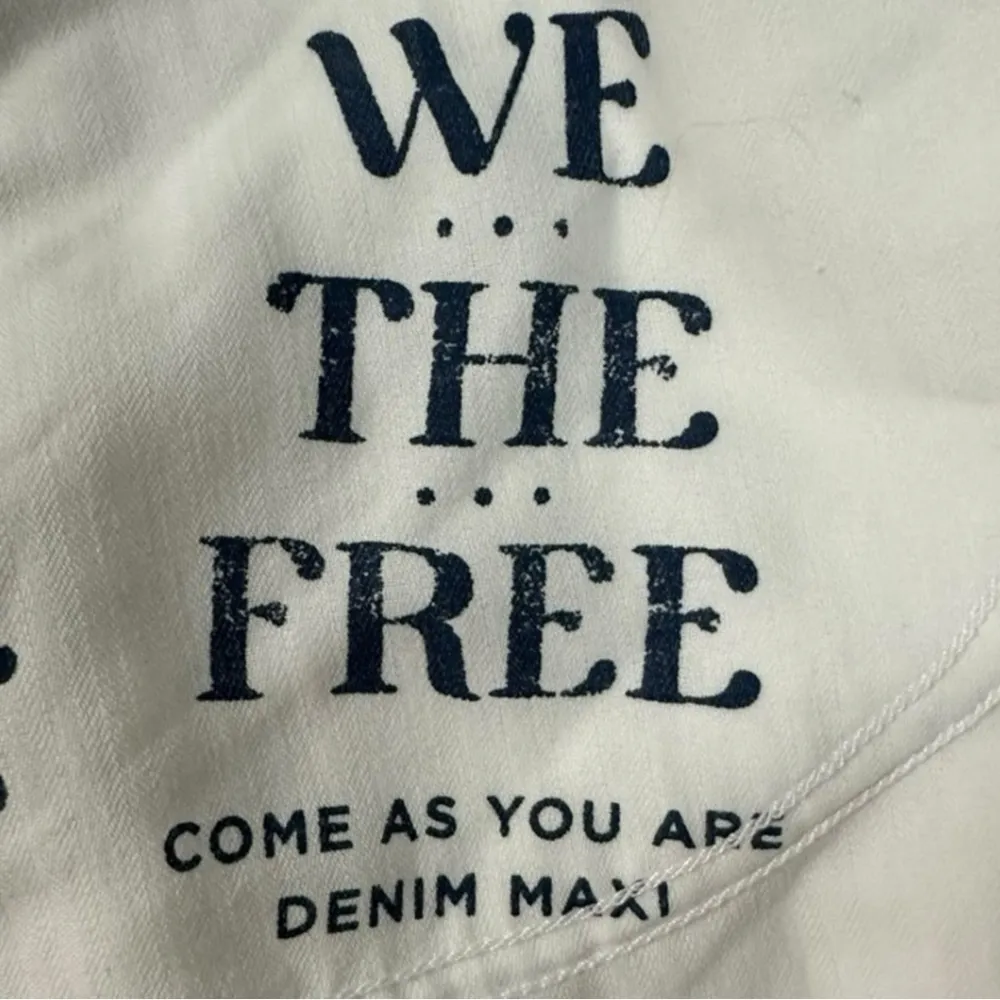 WE
THE
FREE
COME AS YOU ARE
DENIM MAXI